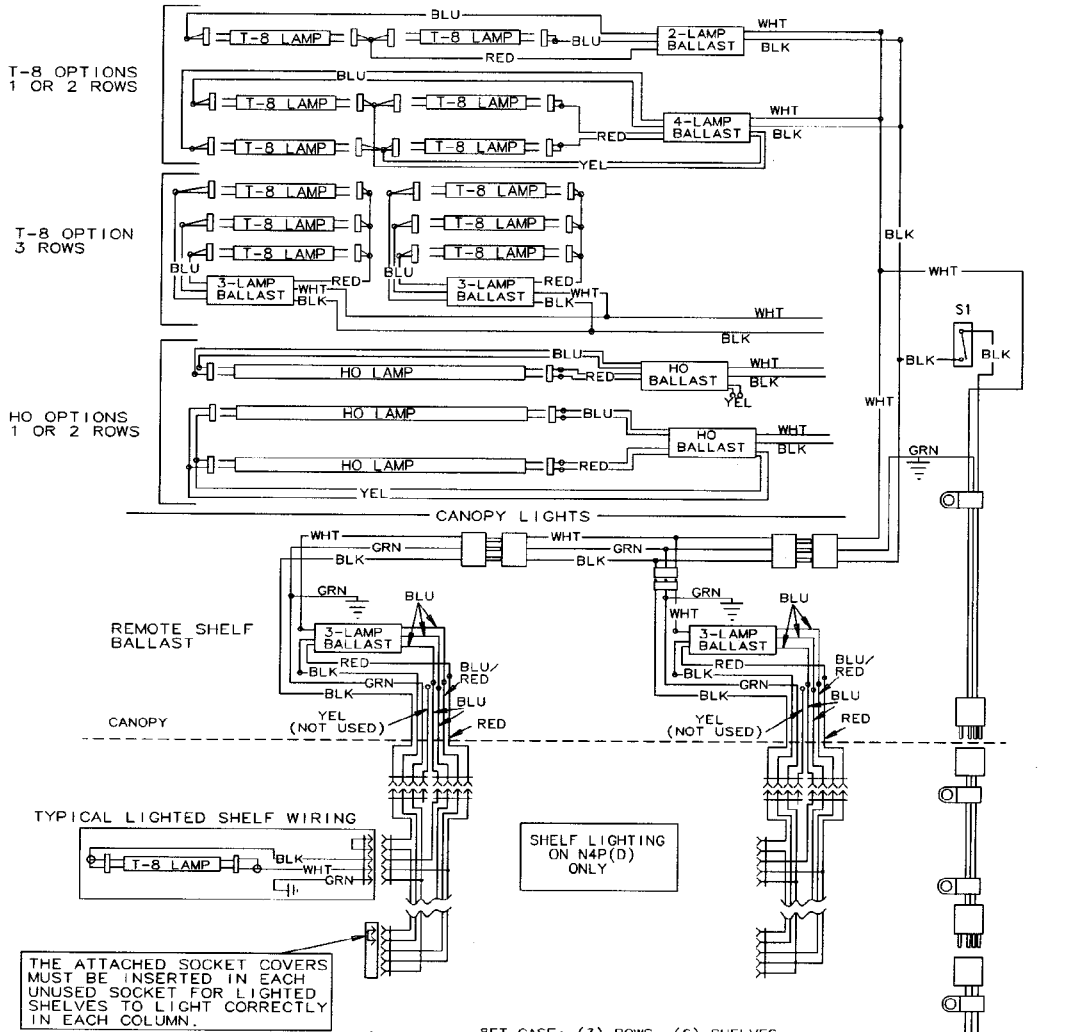 BLU
WHT
T-8 LAMP
T-8 LAMP
BLU
2-LAMP
BALLAST
BLK
RED
T-8 OPTIONS
1 OR 2 ROWS
BLU
T-8 LAMP
T-8 LAMP
WHT
4-LAMP
BALLAST
RED
BLK
T-8 LAMP
T-8 LAMP
YEL
T-8 LAMP
T-8 LAMP
T-8 OPTION
3 ROWS
T-8 LAMP
T-8 LAMP
BLK
T-8 LAMP
T-8 LAMP
BLU
BLU
WHT
3-LAMP
BALLAST
RED
WHT
BLK
3-LAMP
BALLAST
RED
WHT
BLK
WHT
S1
BLK
BLU
WHT
BLK
BLK
HO LAMP
RED
HO
BALLAST
BLK
YEL
WHT
HO OPTIONS
1 OR 2 ROWS
HO LAMP
BLU
HO
BALLAST
WHT
BLK
GRN
HO LAMP
RED
YEL
CANOPY LIGHTS
WHT
WHT
GRN
GRN
BLK
BLK
GRN
BLU
GRN
BLU
WHT
REMOTE SHELF
BALLAST
3-LAMP
BALLAST
3-LAMP
BALLAST
RED
BLU/
RED
RED
BLU/
RED
BLK
BLK
GRN
GRN
BLK
BLU
BLK
BLU
YEL
(NOT USED)
RED
YEL
(NOT USED)
RED
CANOPY
TYPICAL LIGHTED SHELF WIRING
SHELF LIGHTING
ON N4P(D)
ONLY
BLK
T-8 LAMP
WHT
GRN
THE ATTACHED SOCKET COVERS
MUST BE INSERTED IN EACH
UNUSED SOCKET FOR LIGHTED
SHELVES TO LIGHT CORRECTLY
IN EACH COLUMN.